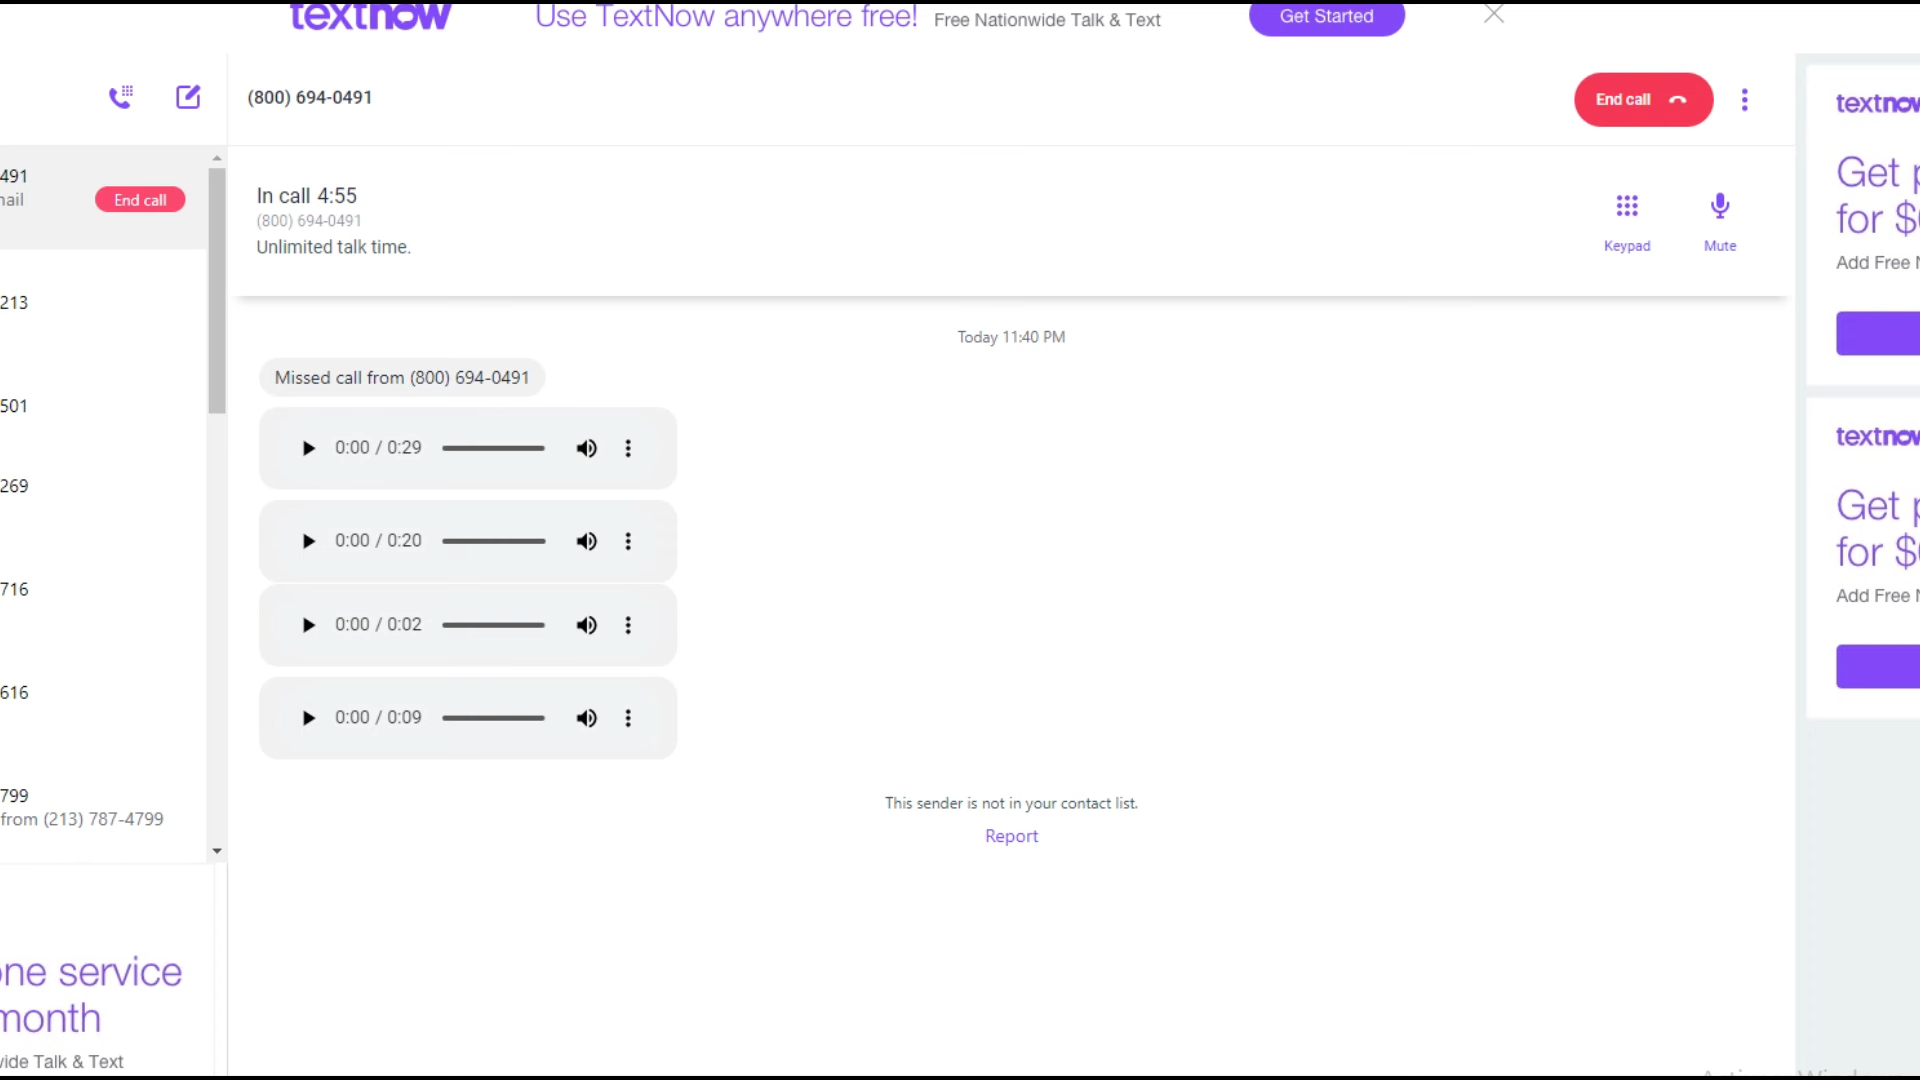 textnow
Use TextNow anywhere free! Free Nationwide Talk & Text
Get Started
(800) 694-0491
End call
491
End call
In call 4:55
(800) 694-0491
Unlimited talk time.
Keypad
Mute
213
501
269
716
616
799
from (213) 787-4799
Today 11:40 PM
Missed call from (800) 694-0491
0:00 / 0:29
0:00 / 0:20
0:00 / 0:02
0:00 / 0:09
This sender is not in your contact list.
Report
service
month
Talk & Text
textnow
Get
for $
Add Free
textnow
Get
for $
Add Free